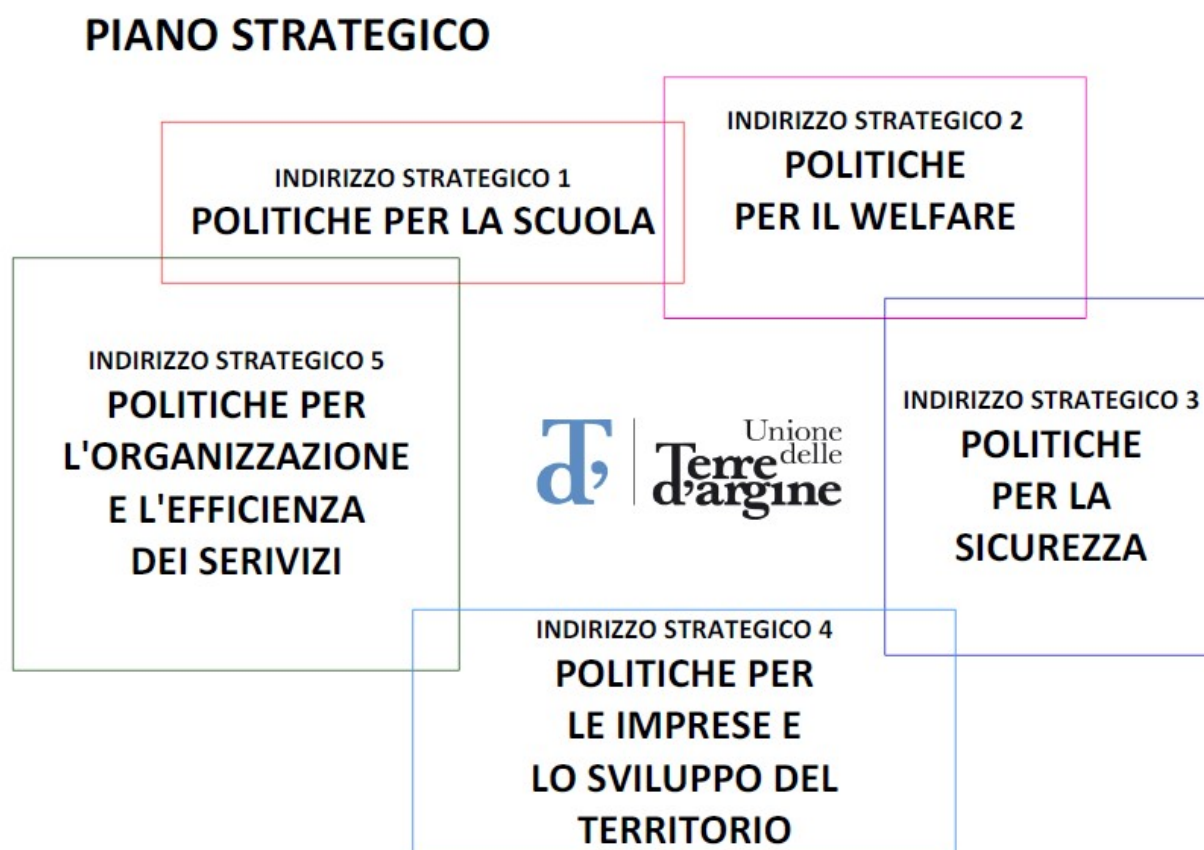 PIANO STRATEGICO
INDIRIZZO STRATEGICO 1
POLITICHE PER LA SCUOLA
INDIRIZZO STRATEGICO 2
POLITICHE
PER IL WELFARE
INDIRIZZO STRATEGICO 3
POLITICHE
PER LA
SICUREZZA
INDIRIZZO STRATEGICO 4
POLITICHE PER
LE IMPRESE E
LO SVILUPPO DEL
TERRITORIO
INDIRIZZO STRATEGICO 5
POLITICHE PER
L'ORGANIZZAZIONE
E L'EFFICIENZA
DEI SERIVIZI
Td'
Unione
delle
Terre
d'argine